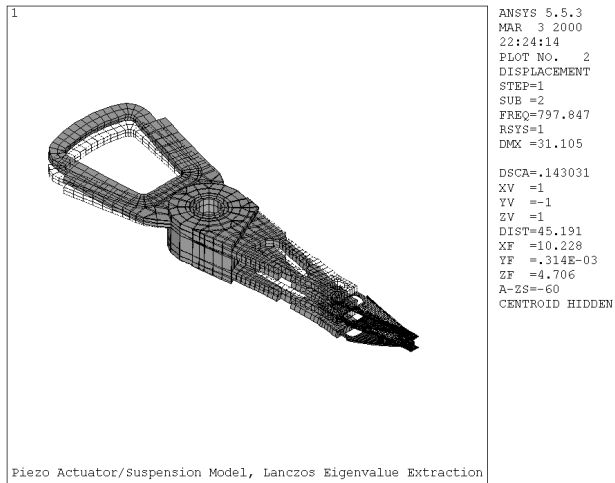 1
ANSYS 5.5.3
MAR 3 2000
22:24:14
PLOT NO. 2
DISPLACEMENT
STEP=1
SUB =2
FREQ=797.847
RSYS=1
DMX =31.105
DSCA=.143031
XV =1
YV =-1
ZV =1
DIST=45.191
XF =10.228
YF =.314E-03
ZF =4.706
A-ZS=-60
CENTROID HIDDEN
Piezo Actuator/Suspension Model, Lanczos Eigenvalue Extraction